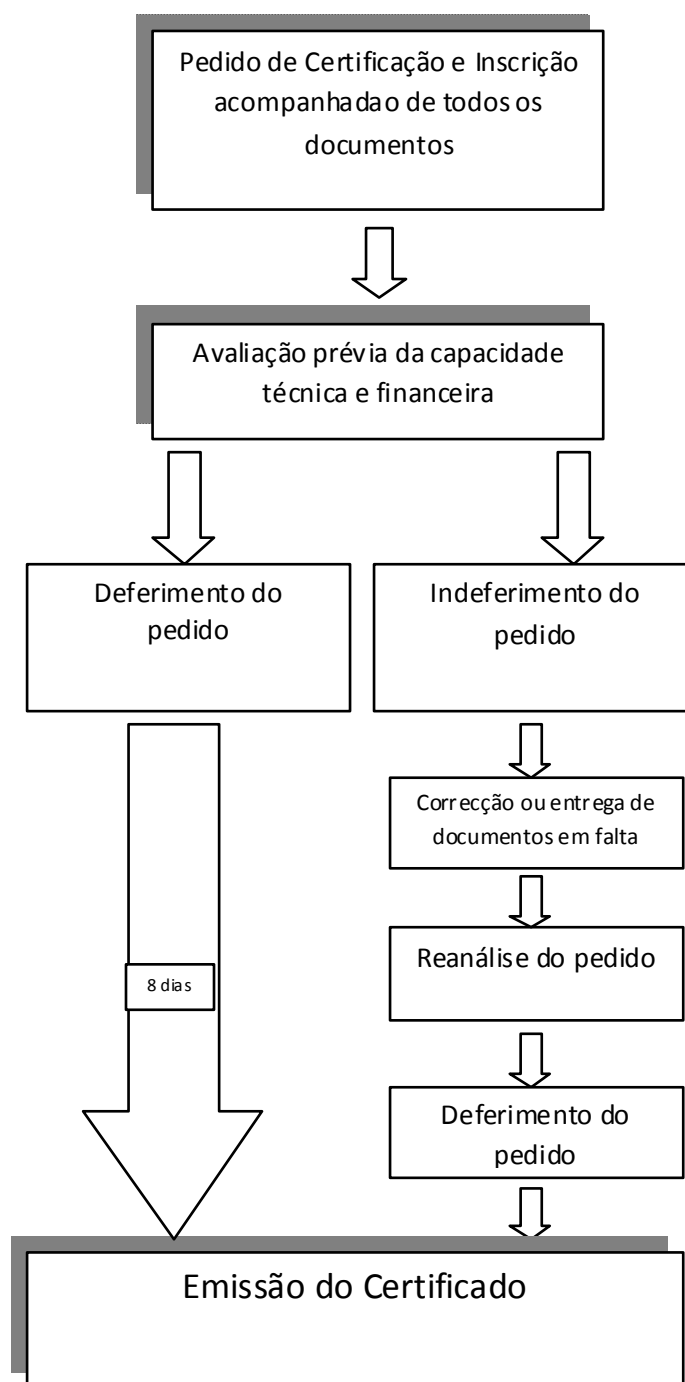 Pedido de Certificação e Inscrição
acompanhadao de todos os
documentos
Avaliação prévia da capacidade
técnica e financeira
Deferimento do
pedido
Indeferimento do
pedido
Correcção ou entrega de
documentos em falta
Reanálise do pedido
8 dias
Deferimento do
pedido
Emissão do Certificado